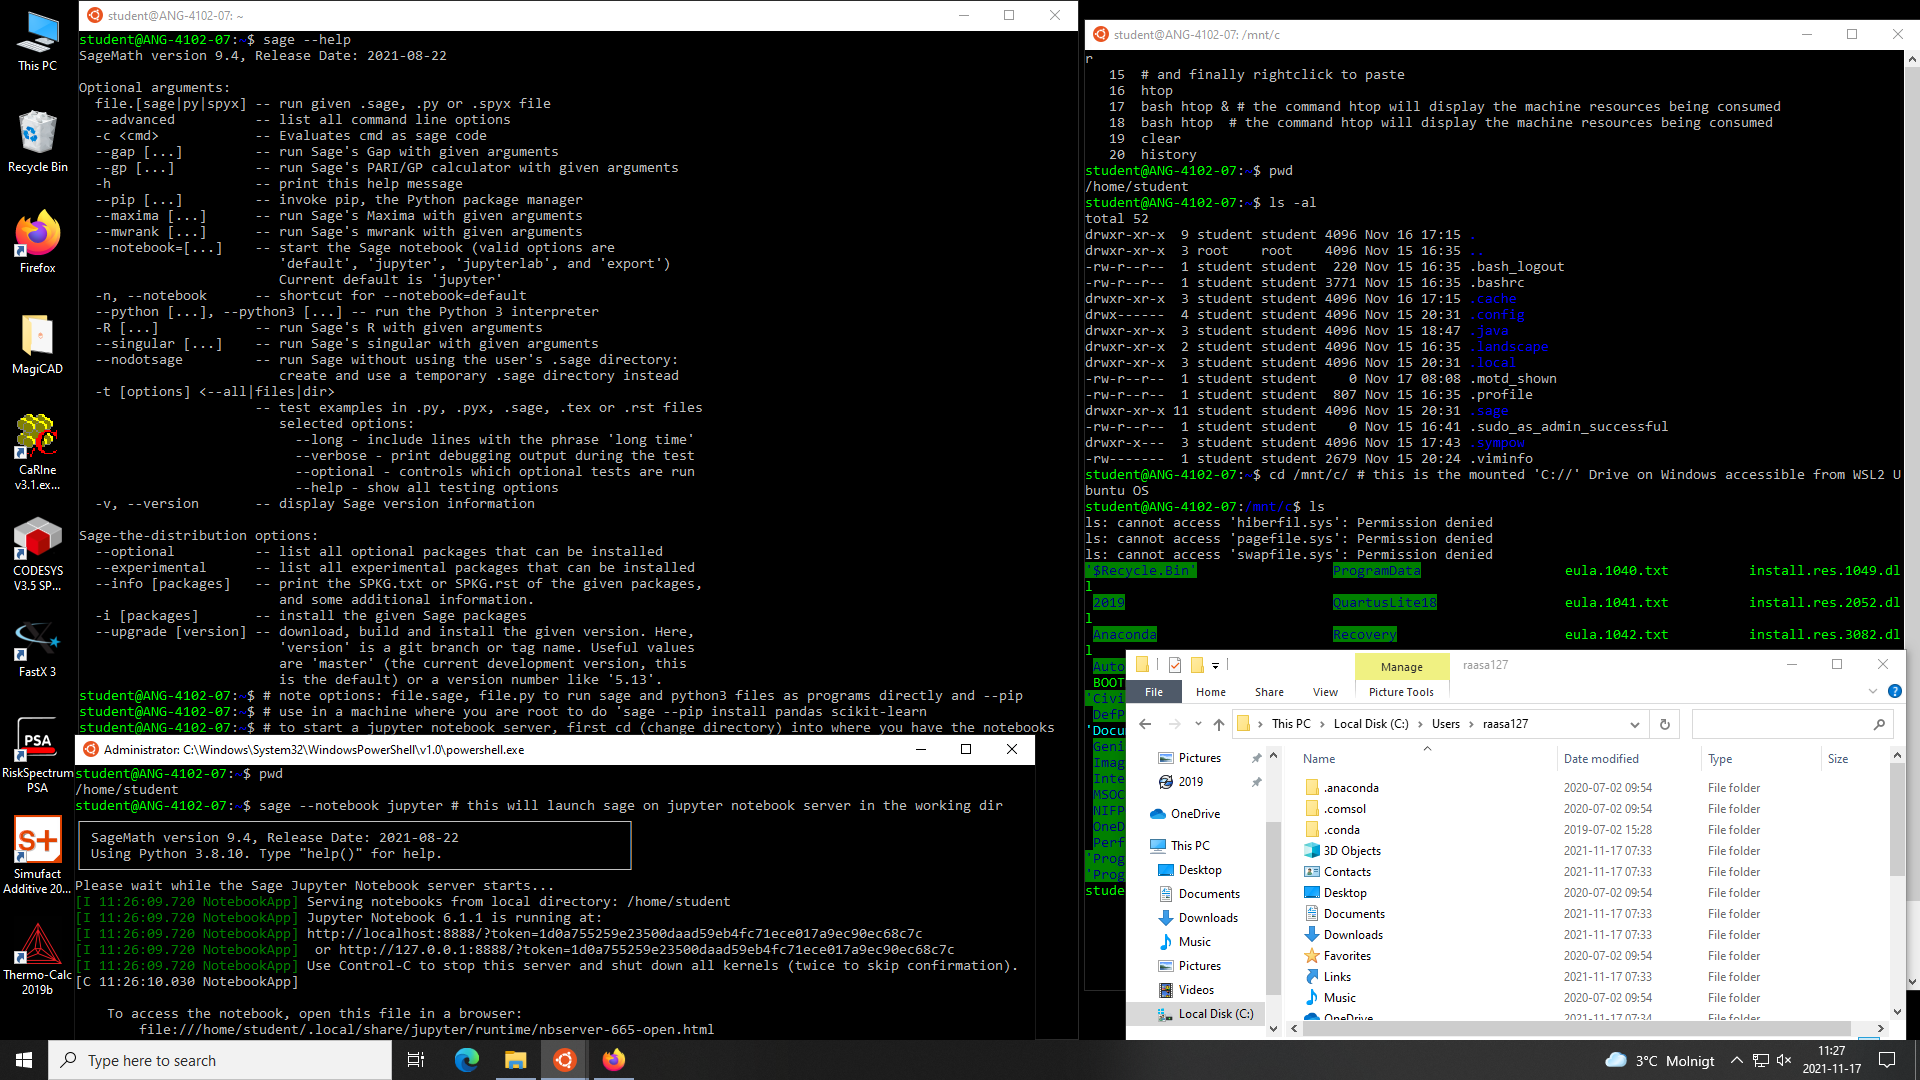 This PC
Recycle Bin
Firefox
MagiCAD
CaRIne
v3.1.ex...
CODESYS
V3.5 SP...
FastX 3
RiskSpectrum
PSA
Simufact
Additive 20...
Thermo-Calc
2019b
student@ANG-4102-07: ~
student@ANG-4102-07:~$ sage --help
SageMath version 9.4, Release Date: 2021-08-22
Optional arguments:
file.[sage|py|spyx] -- run given .sage, .py or .spyx file
--advanced -- list all command line options
-c <cmd> -- Evaluates cmd as sage code
--gap [...] -- run Sage's Gap with given arguments
--gp [...] -- run Sage's PARI/GP calculator with given arguments
-h -- print this help message
--pip [...] -- invoke pip, the Python package manager
--maxima [...] -- run Sage's Maxima with given arguments
--mwrank [...] -- run Sage's mwrank with given arguments
--notebook=[...] -- start the Sage notebook (valid options are
'default', 'jupyter', 'jupyterlab', and 'export')
Current default is 'jupyter'
-n, --notebook -- shortcut for --notebook=default
--python [...], --python3 [...] -- run the Python 3 interpreter
-R [...] -- run Sage's R with given arguments
--singular [...] -- run Sage's singular with given arguments
--nodotsage -- run Sage without using the user's .sage directory:
create and use a temporary .sage directory instead
-t [options] <--all|files|dir>
-- test examples in .py, .pyx, .sage, .tex or .rst files
selected options:
--long - include lines with the phrase 'long time'
--verbose - print debugging output during the test
--optional - controls which optional tests are run
--help - show all testing options
-v, --version -- display Sage version information
Sage-the-distribution options:
--optional -- list all optional packages that can be installed
--experimental -- list all experimental packages that can be installed
--info [packages] -- print the SPKG.txt or SPKG.rst of the given packages,
and some additional information.
-i [packages] -- install the given Sage packages
--upgrade [version] -- download, build and install the given version. Here,
'version' is a git branch or tag name. Useful values
are 'master' (the current development version, this
is the default) or a version number like '5.13'.
student@ANG-4102-07:~$ # note options: file.sage, file.py to run sage and python3 files as programs directly and --pip
student@ANG-4102-07:~$ # use in a machine where you are root to do 'sage --pip install pandas scikit-learn
student@ANG-4102-07:~$ # to start a jupyter notebook server, first cd (change directory) into where you have the notebooks
Administrator: C:\Windows\System32\WindowsPowerShell\v1.0\powershell.exe
student@ANG-4102-07:~$ pwd
/home/student
student@ANG-4102-07:~$ sage --notebook jupyter # this will launch sage on jupyter notebook server in the working dir
SageMath version 9.4, Release Date: 2021-08-22
Using Python 3.8.10. Type "help()" for help.
Please wait while the Sage Jupyter Notebook server starts...
[I 11:26:09.720 NotebookApp] Serving notebooks from local directory: /home/student
[I 11:26:09.720 NotebookApp] Jupyter Notebook 6.1.1 is running at:
[I 11:26:09.720 NotebookApp] http://localhost:8888/?token=1d0a755259e23500daad59eb4fc71ece017a9ec90ec68c7c
[I 11:26:09.720 NotebookApp] or http://127.0.0.1:8888/?token=1d0a755259e23500daad59eb4fc71ece017a9ec90ec68c7c
[I 11:26:09.720 NotebookApp] Use Control-C to stop this server and shut down all kernels (twice to skip confirmation).
[C 11:26:10.030 NotebookApp]
To access the notebook, open this file in a browser:
file:///home/student/.local/share/jupyter/runtime/nbserver-665-open.html
student@ANG-4102-07: /mnt/c
r
15 # and finally rightclick to paste
16 htop
17 bash htop & # the command htop will display the machine resources being consumed
18 bash htop # the command htop will display the machine resources being consumed
19 clear
20 history
student@ANG-4102-07:~$ pwd
/home/student
student@ANG-4102-07:~$ ls -al
total 52
drwxr-xr-x 9 student student 4096 Nov 16 17:15 .
drwxr-xr-x 3 root root 4096 Nov 15 16:35 ..
-rw-r--r-- 1 student student 220 Nov 15 16:35 .bash_logout
-rw-r--r-- 1 student student 3771 Nov 15 16:35 .bashrc
drwxr-xr-x 3 student student 4096 Nov 16 17:15 .cache
drwx------ 4 student student 4096 Nov 15 20:31 .config
drwxr-xr-x 3 student student 4096 Nov 15 18:47 .java
drwxr-xr-x 2 student student 4096 Nov 15 16:35 .landscape
drwxr-xr-x 3 student student 4096 Nov 15 20:31 .local
-rw-r--r-- 1 student student 0 Nov 17 08:08 .motd_shown
-rw-r--r-- 1 student student 807 Nov 15 16:35 .profile
drwxr-xr-x 11 student student 4096 Nov 15 20:31 .sage
-rw-r--r-- 1 student student 0 Nov 15 16:41 .sudo_as_admin_successful
drwxr-x--- 3 student student 4096 Nov 15 17:43 .sympow
-rw------- 1 student student 2679 Nov 15 20:24 .viminfo
student@ANG-4102-07:~$ cd /mnt/c/ # this is the mounted 'C://' Drive on Windows accessible from WSL2 U
buntu OS
student@ANG-4102-07:/mnt/c$ ls
ls: cannot access 'hiberfil.sys': Permission denied
ls: cannot access 'pagefile.sys': Permission denied
ls: cannot access 'swapfile.sys': Permission denied
'$Recycle.Bin' ProgramData eula.1040.txt install.res.1049.dl
l
2019 QuartusLite18 eula.1041.txt install.res.2052.dl
l
Anaconda Recovery eula.1042.txt install.res.3082.dl
l
Auto
BOOT
'Civi
DefP
'Docu
Geni
Imag
Inte
MSOC
NIFP
OneD
Perf
'Prog
'Prog
stude
Manage raasa127
File Home Share View Picture Tools
This PC Local Disk (C:) Users raasa127
Pictures
2019
OneDrive
This PC
Desktop
Documents
Downloads
Music
Pictures
Videos
Local Disk (C:)
Name Date modified Type Size
.anaconda 2020-07-02 09:54 File folder
.comsol 2020-07-02 09:54 File folder
.conda 2019-07-02 15:28 File folder
3D Objects 2021-11-17 07:33 File folder
Contacts 2021-11-17 07:33 File folder
Desktop 2020-07-02 09:54 File folder
Documents 2021-11-17 07:33 File folder
Downloads 2021-11-17 07:33 File folder
Favorites 2020-07-02 09:54 File folder
Links 2021-11-17 07:33 File folder
Music 2020-07-02 09:54 File folder
OneDrive 2021-11-17 07:34 File folder
Type here to search
3°C Molnigt
11:27
2021-11-17